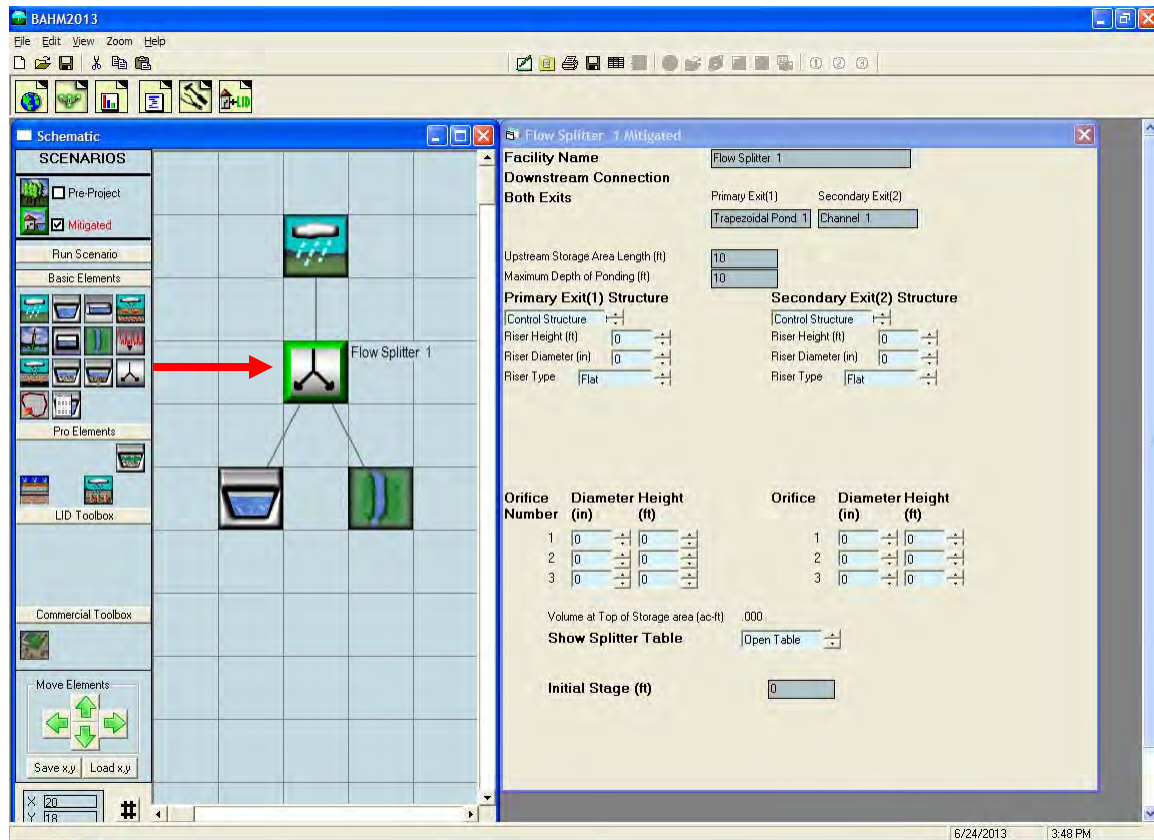 BAHM2013
File Edit View Zoom Help
+LID
Schematic
SCENARIOS
Pre-Project
Mitigated
Run Scenario
Basic Elements
Pro Elements
LID Toolbox
Commercial Toolbox
Move Elements
Save x,y Load x,y
X 20
Y 18
#
Flow Splitter 1
Flow Splitter 1 Mitigated
Facility Name Flow Splitter 1
Downstream Connection
Both Exits Primary Exit(1) Secondary Exit(2)
Trapezoidal Pond 1 Channel 1
Upstream Storage Area Length (ft) 10
Maximum Depth of Ponding (ft) 10
Primary Exit(1) Structure Secondary Exit(2) Structure
Control Structure Control Structure
Riser Height (ft) 0 Riser Height (ft) 0
Riser Diameter (in) 0 Riser Diameter (in) 0
Riser Type Flat Riser Type Flat
Orifice Diameter Height Orifice Diameter Height
Number (in) (ft) (in) (ft)
1 0 0 1 0 0
2 0 0 2 0 0
3 0 0 3 0 0
Volume at Top of Storage area (ac-ft) .000
Show Splitter Table Open Table
Initial Stage (ft) 0
6/24/2013 3:48 PM